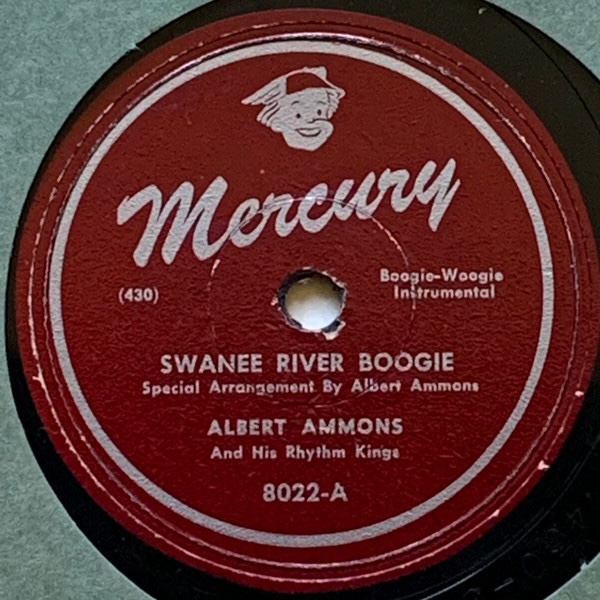 Mercury
(430)
Boogie-Woogie
Instrumental
SWANEE RIVER BOOGIE
Special Arrangement By Albert Ammons
ALBERT AMMONS
And His Rhythm Kings
8022-A